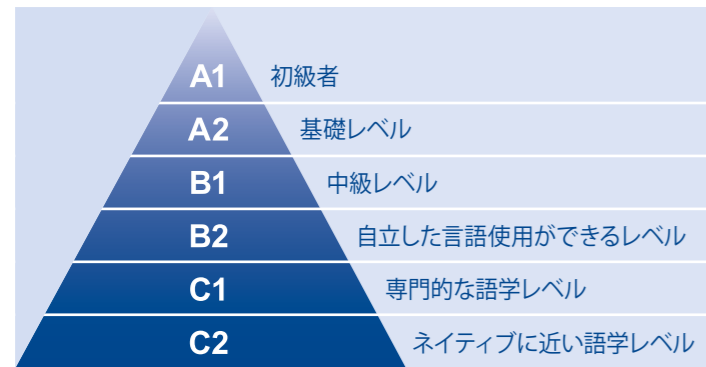 A1 初級者
A2 基礎レベル
B1 中級レベル
B2 自立した言語使用ができるレベル
C1 専門的な語学レベル
C2 ネイティブに近い語学レベル